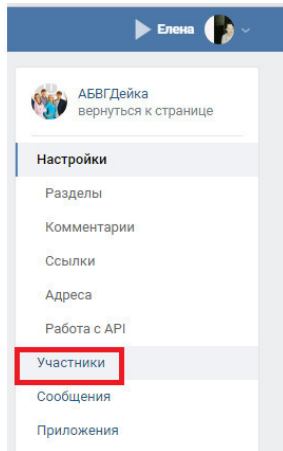 Елена
АБВГДейка
вернуться к странице
Настройки
Разделы
Комментарии
Ссылки
Адреса
Работа с API
Участники
Сообщения
Приложения